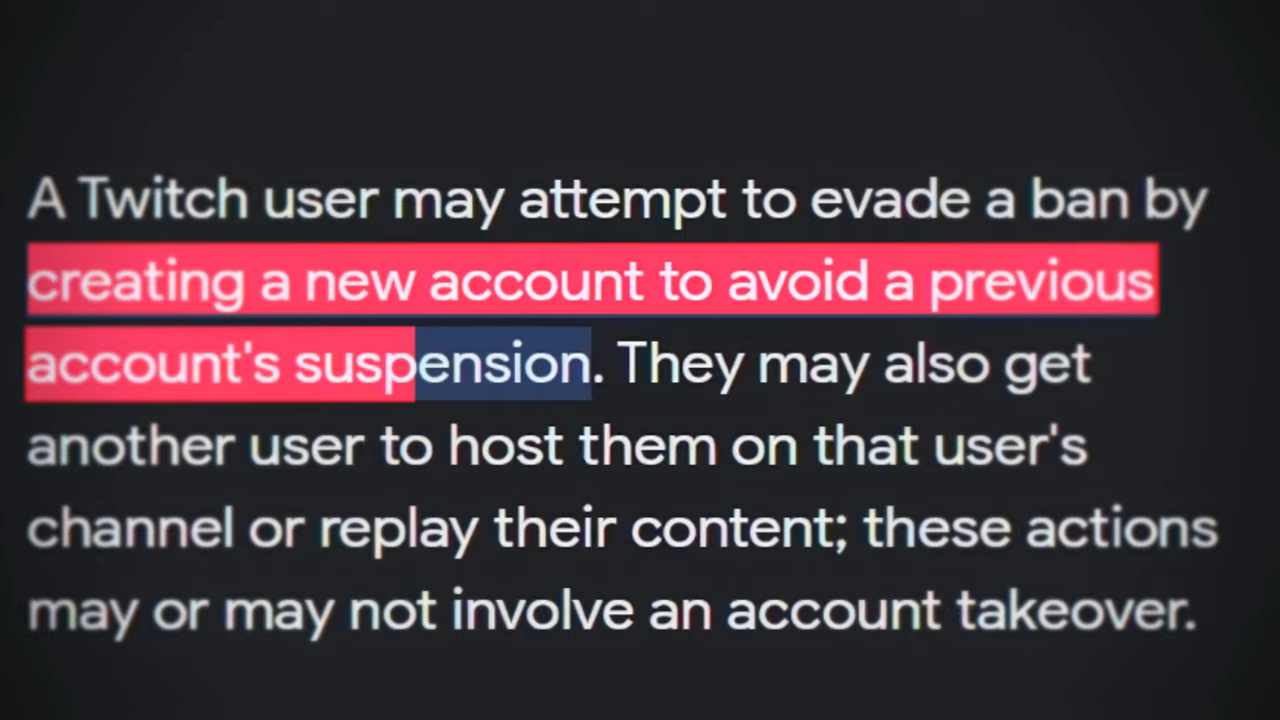 A Twitch user may attempt to evade a ban by
creating a new account to avoid a previous
account's suspension. They may also get
another user to host them on that user's
channel or replay their content; these actions
may or may not involve an account takeover.